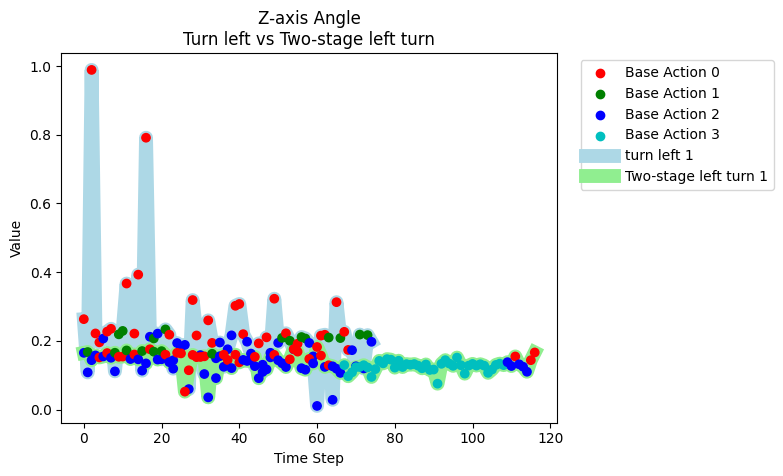 Z-axis Angle
Turn left vs Two-stage left turn
Value
1.0
0.8
0.6
0.4
0.2
0.0
0 20 40 60 80 100 120
Time Step
Base Action 0
Base Action 1
Base Action 2
Base Action 3
turn left 1
Two-stage left turn 1